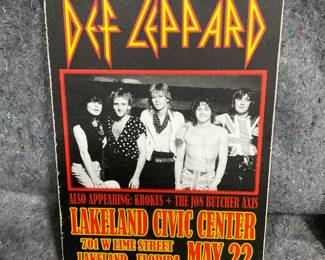 DEF LEPPARD
ALSO APPEARING: KROKUS + THE JON BUTCHER AXIS
LAKELAND CIVIC CENTER
701 W LIME STREET
LAKELAND, FLORIDA
MAY 22